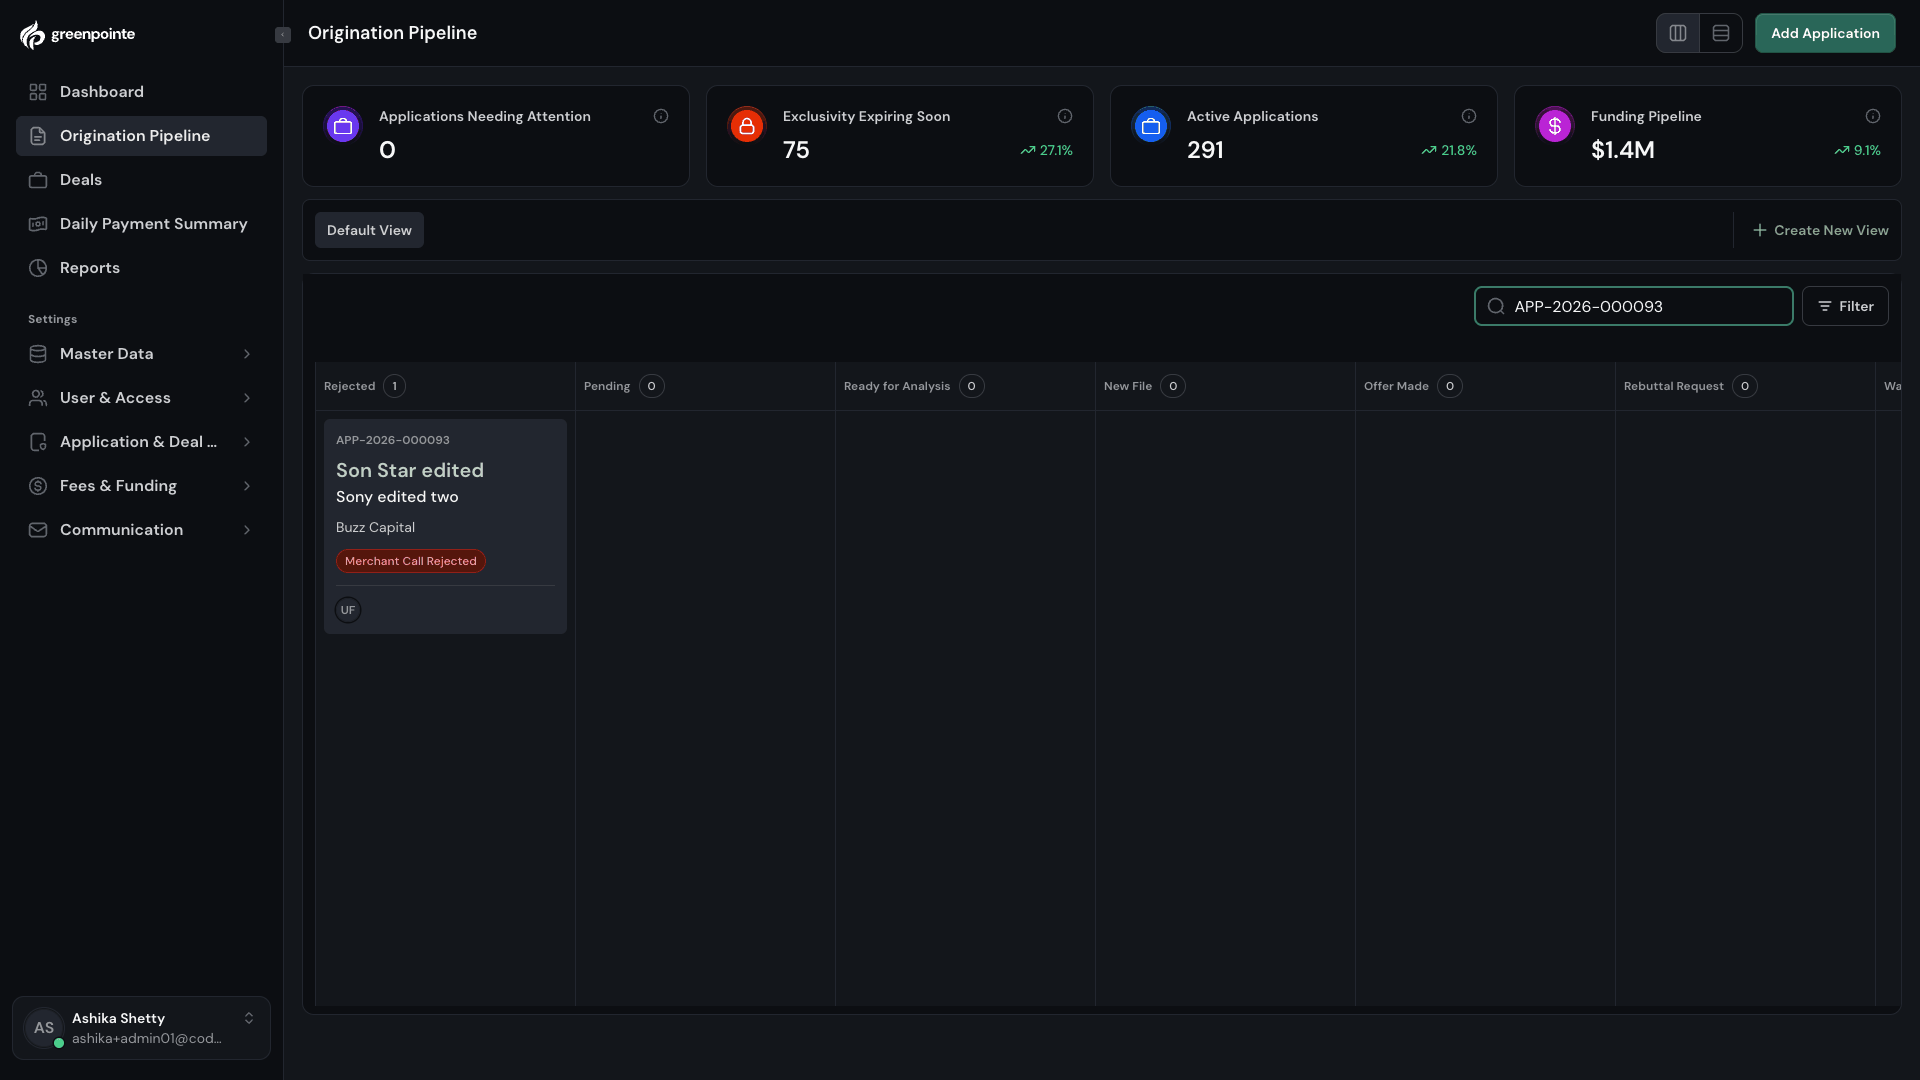 greenpointe
Origination Pipeline
Add Application
Dashboard
Origination Pipeline
Deals
Daily Payment Summary
Reports
Settings
Master Data
User & Access
Application & Deal ...
Fees & Funding
Communication
Applications Needing Attention
0
Exclusivity Expiring Soon
75
27.1%
Active Applications
291
21.8%
Funding Pipeline
$1.4M
9.1%
Default View
Create New View
APP-2026-000093
Filter
Rejected 1
Pending 0
Ready for Analysis 0
New File 0
Offer Made 0
Rebuttal Request 0
Wa
APP-2026-000093
Son Star edited
Sony edited two
Buzz Capital
Merchant Call Rejected
UF
AS
Ashika Shetty
ashika+admin01@cod...